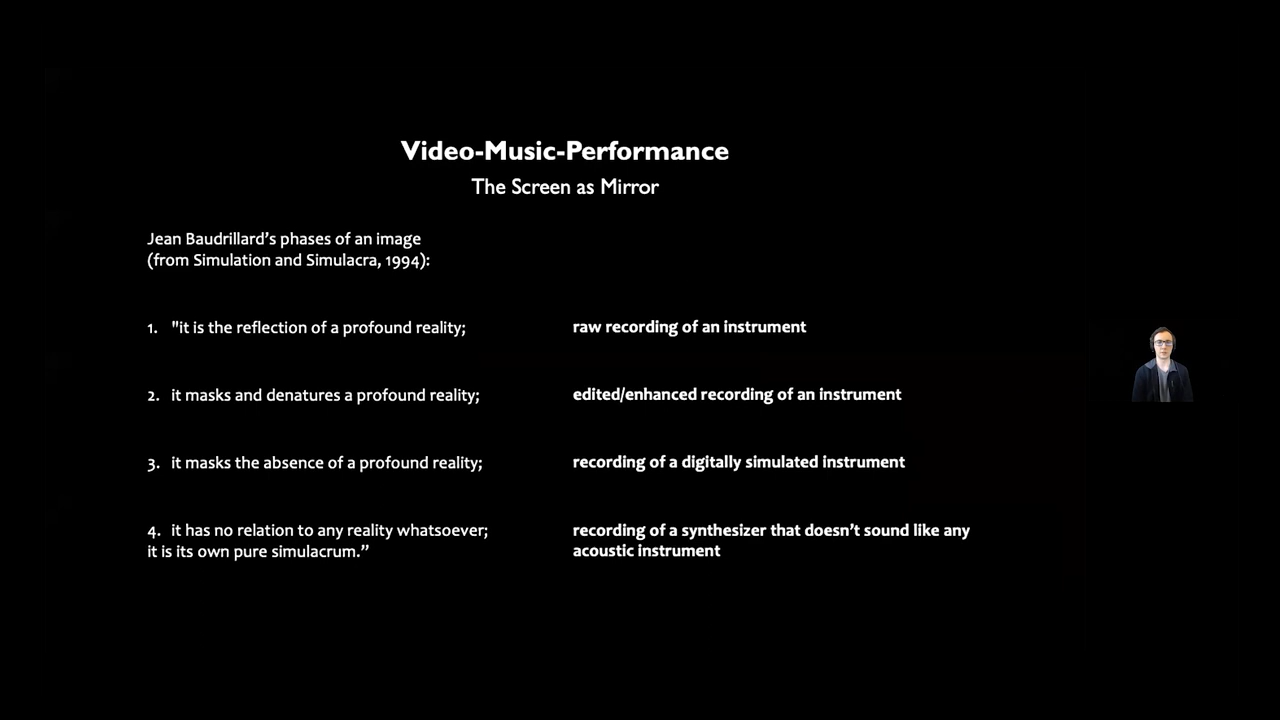 Video-Music-Performance
The Screen as Mirror
Jean Baudrillard’s phases of an image
(from Simulation and Simulacra, 1994):
1. "it is the reflection of a profound reality;
raw recording of an instrument
2. it masks and denatures a profound reality;
edited/enhanced recording of an instrument
3. it masks the absence of a profound reality;
recording of a digitally simulated instrument
4. it has no relation to any reality whatsoever;
it is its own pure simulacrum.”
recording of a synthesizer that doesn’t sound like any
acoustic instrument